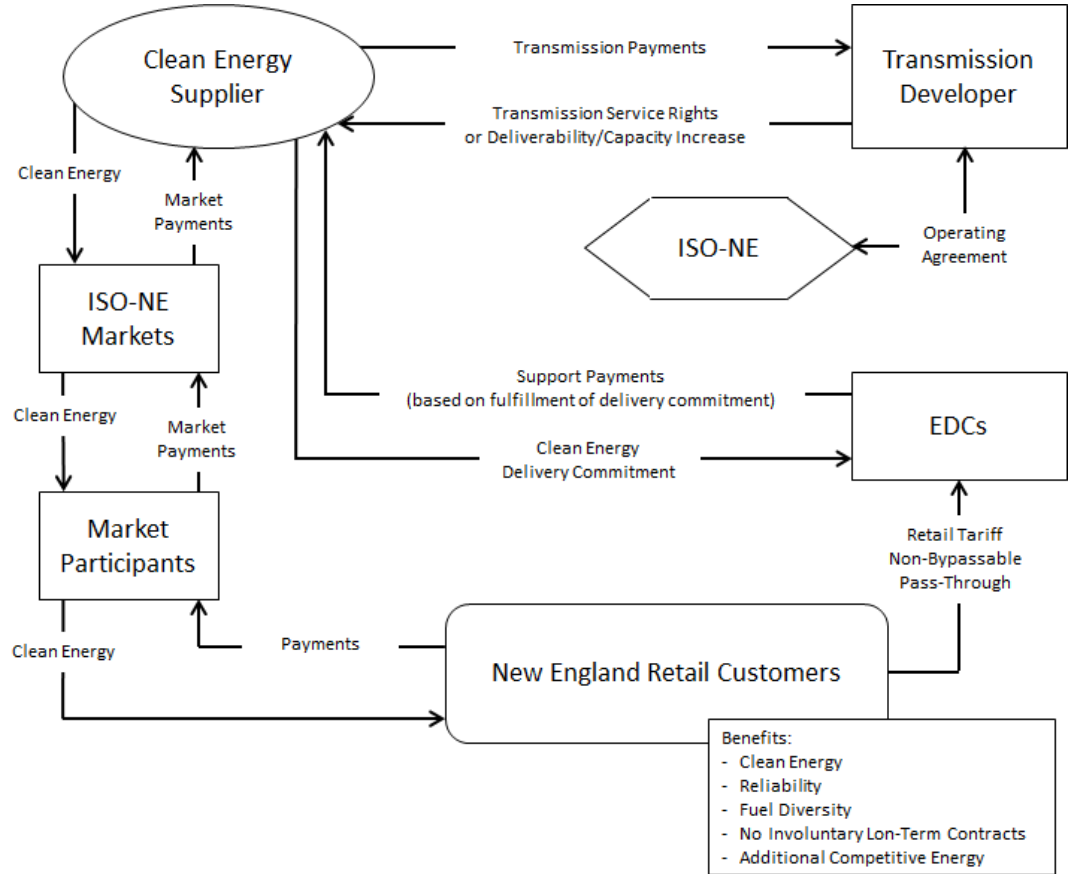 Clean Energy
Supplier
Transmission Payments
Transmission
Developer
Transmission Service Rights
or Deliverability/Capacity Increase
Clean Energy
Market
Payments
ISO-NE
Operating
Agreement
ISO-NE
Markets
Support Payments
(based on fulfillment of delivery commitment)
EDCs
Clean Energy
Market
Payments
Clean Energy
Delivery Commitment
Market
Participants
Retail Tariff
Non-Bypassable
Pass-Through
Clean Energy
Payments
New England Retail Customers
Benefits:
- Clean Energy
- Reliability
- Fuel Diversity
- No Involuntary Lon-Term Contracts
- Additional Competitive Energy